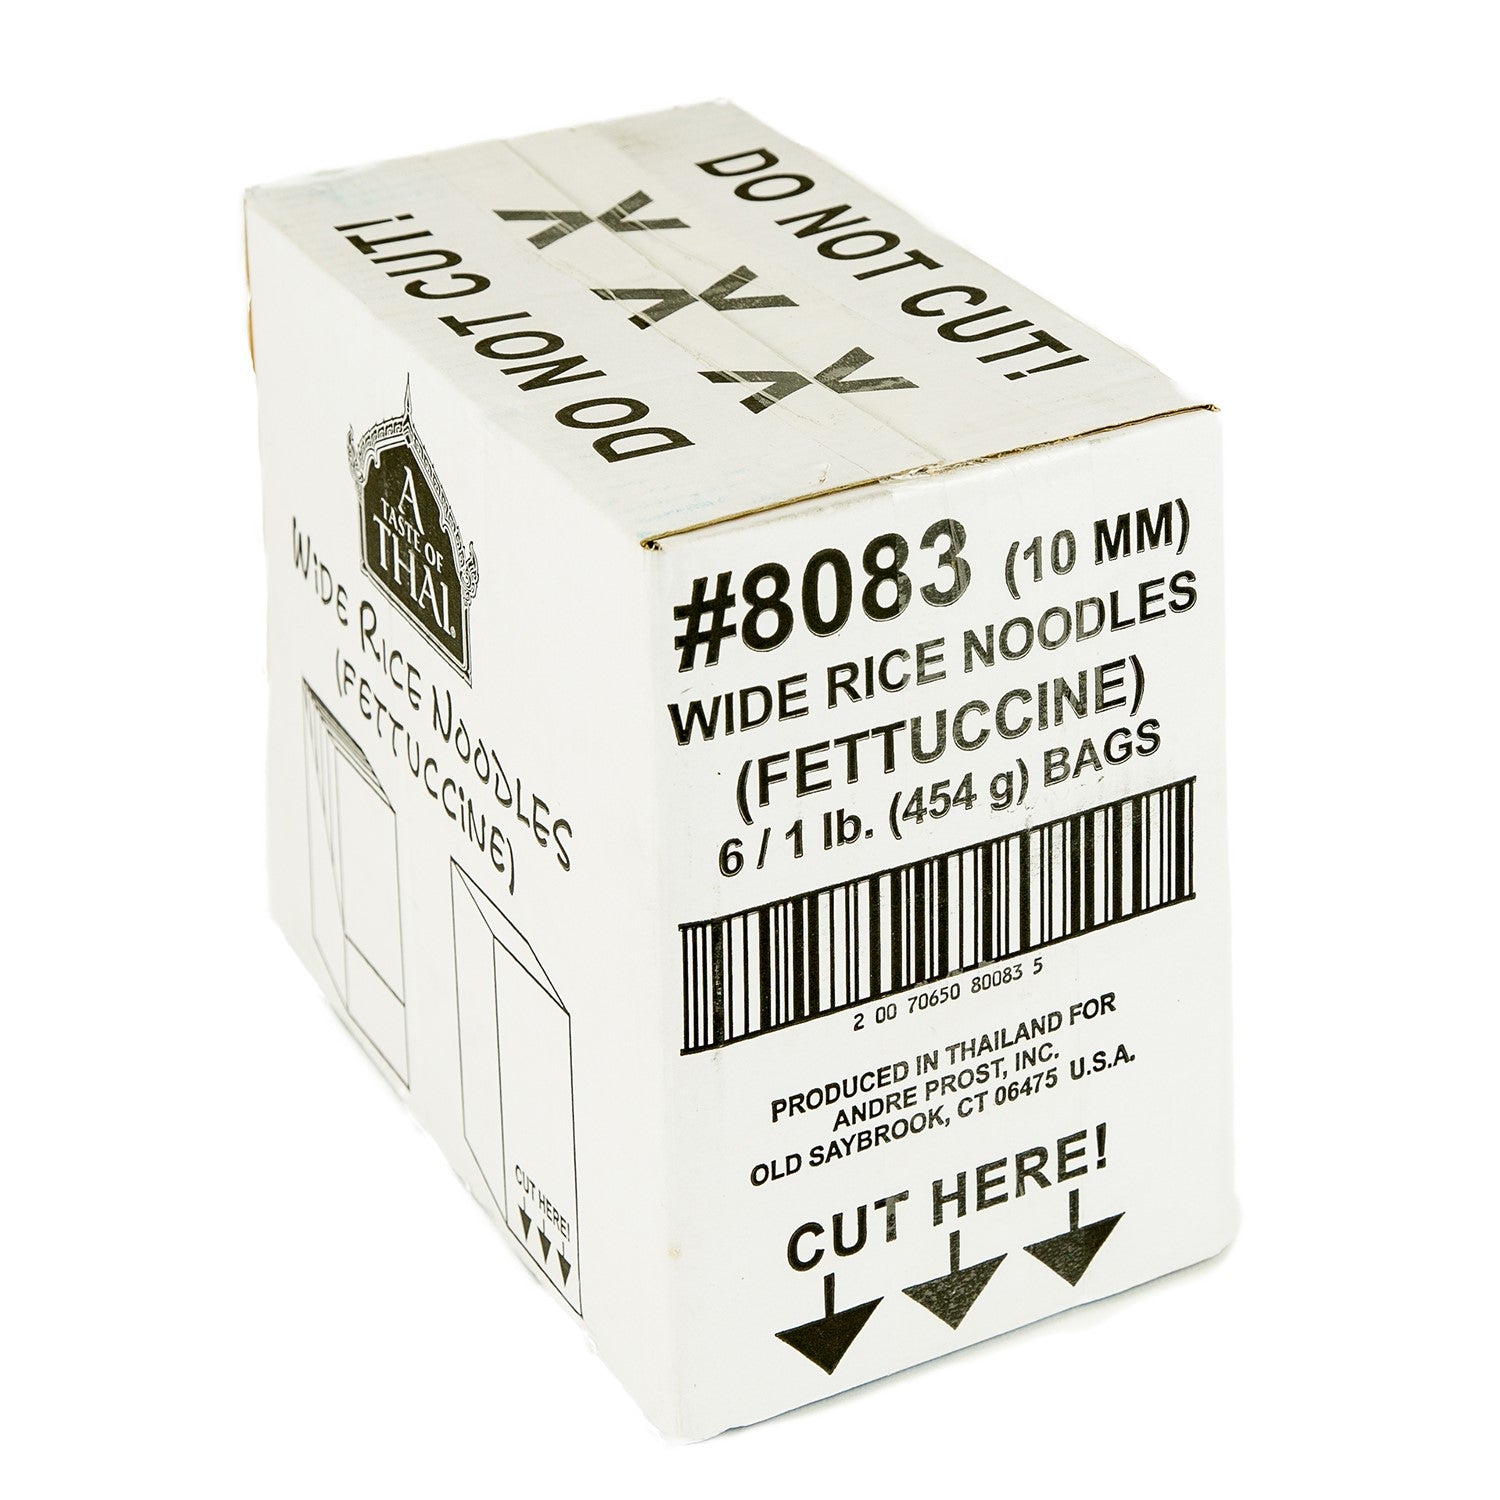 DO NOT CUT!
DO NOT CUT!
A
TASTE OF
THAI.
WIDE RICE NOODLES
(FETTUCCINE)
CUT HERE!
#8083 (10 MM)
WIDE RICE NOODLES
(FETTUCCINE)
6 / 1 lb. (454 g) BAGS
2 00 70650 80083 5
PRODUCED IN THAILAND FOR
ANDRE PROST, INC.
OLD SAYBROOK, CT 06475 U.S.A.
CUT HERE!